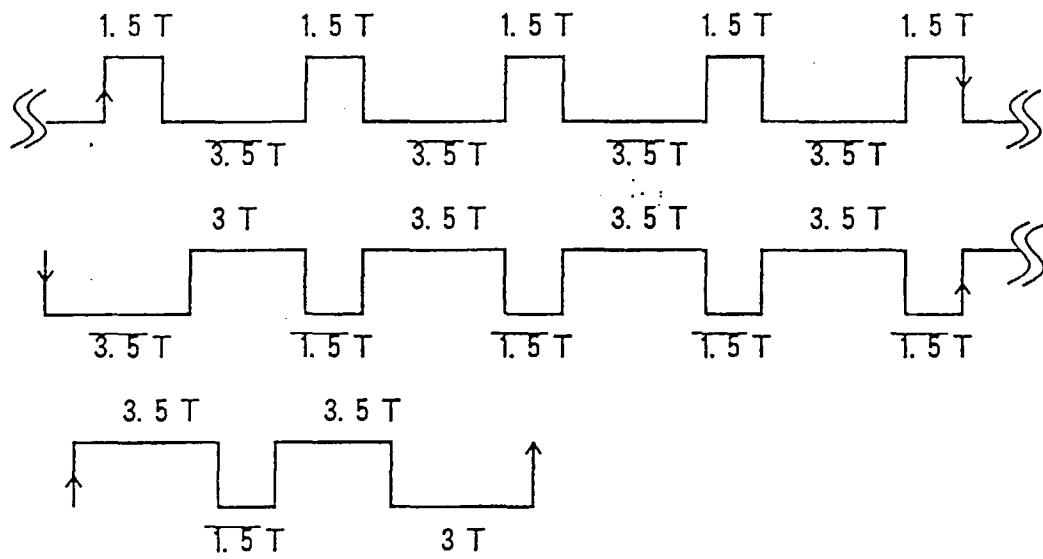 1.5 T 1.5 T 1.5 T 1.5 T 1.5 T
3.5 T 3.5 T 3.5 T 3.5 T
3 T 3.5 T 3.5 T 3.5 T
3.5 T 1.5 T 1.5 T 1.5 T 1.5 T
3.5 T 3.5 T
1.5 T 3 T